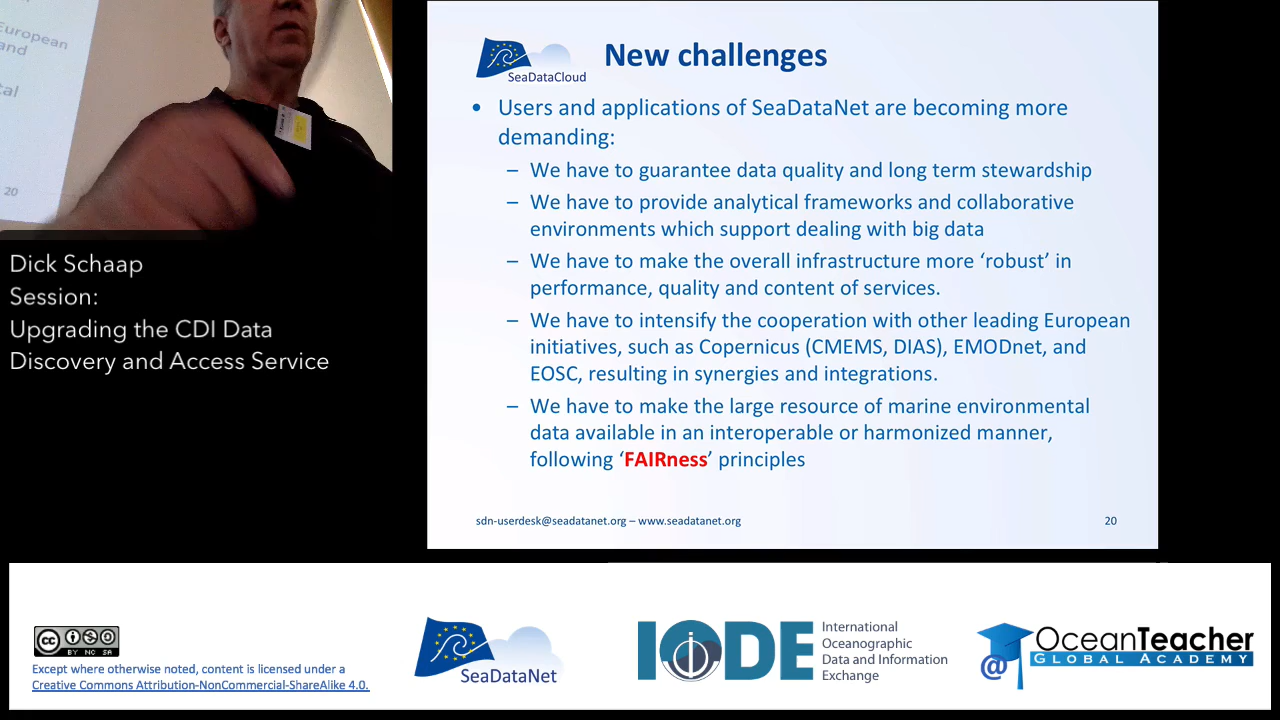 European
and
20
Dick Schaap
Session:
Upgrading the CDI Data
Discovery and Access Service
SeaDataCloud
New challenges
• Users and applications of SeaDataNet are becoming more
demanding:
– We have to guarantee data quality and long term stewardship
– We have to provide analytical frameworks and collaborative
environments which support dealing with big data
– We have to make the overall infrastructure more ‘robust’ in
performance, quality and content of services.
– We have to intensify the cooperation with other leading European
initiatives, such as Copernicus (CMEMS, DIAS), EMODnet, and
EOSC, resulting in synergies and integrations.
– We have to make the large resource of marine environmental
data available in an interoperable or harmonized manner,
following ‘FAIRness’ principles
sdn-userdesk@seadatanet.org – www.seadatanet.org
20
cc
BY NC SA
Except where otherwise noted, content is licensed under a
Creative Commons Attribution-NonCommercial-ShareAlike 4.0.
SeaDataNet
IODE
International
Oceanographic
Data and Information
Exchange
@
OceanTeacher
GLOBAL ACADEMY